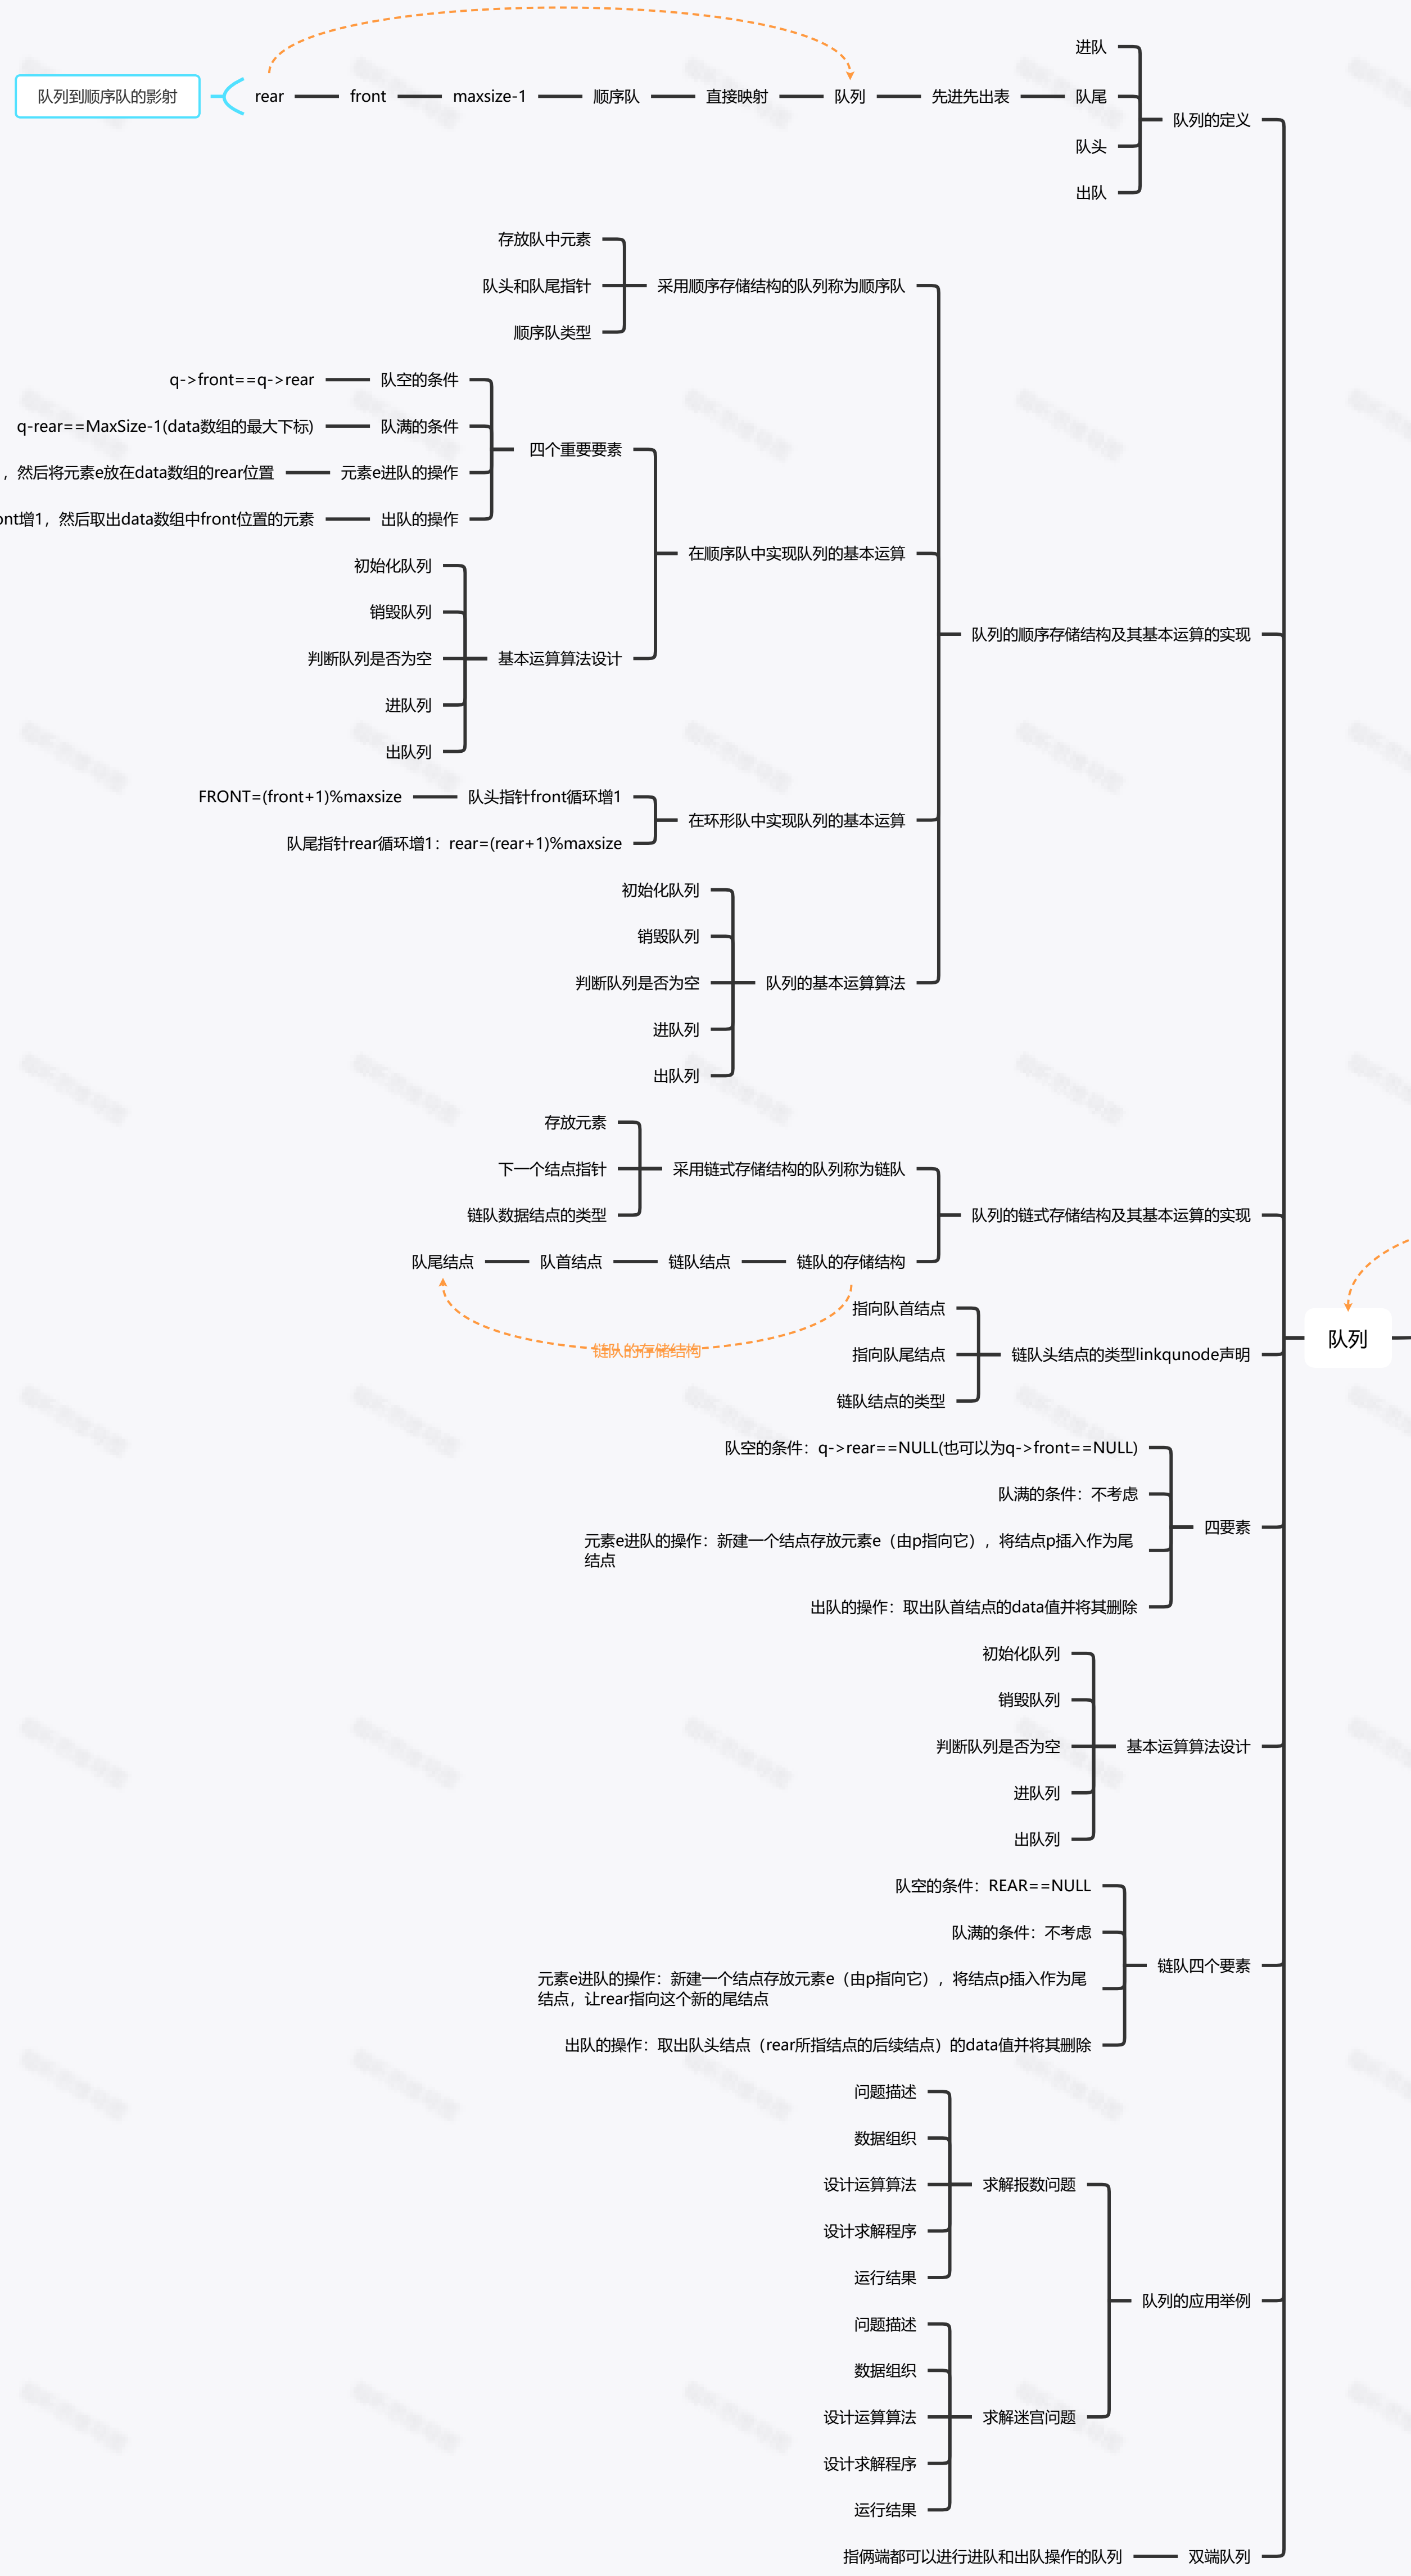 进队
队列到顺序队的影射
rear
front
maxsize-1
顺序队
直接映射
队列
先进先出表
队尾
队列的定义
队头
出队
存放队中元素
队头和队尾指针
采用顺序存储结构的队列称为顺序队
顺序队类型
q->front==q->rear
队空的条件
q-rear==MaxSize-1(data数组的最大下标)
队满的条件
四个重要要素
，然后将元素e放在data数组的rear位置
元素e进队的操作
ont增1，然后取出data数组中front位置的元素
出队的操作
在顺序队中实现队列的基本运算
初始化队列
销毁队列
判断队列是否为空
基本运算算法设计
进队列
出队列
队列的顺序存储结构及其基本运算的实现
FRONT=(front+1)%maxsize
队头指针front循环增1
在环形队中实现队列的基本运算
队尾指针rear循环增1：rear=(rear+1)%maxsize
初始化队列
销毁队列
判断队列是否为空
队列的基本运算算法
进队列
出队列
存放元素
下一个结点指针
采用链式存储结构的队列称为链队
链队数据结点的类型
队列的链式存储结构及其基本运算的实现
队尾结点
队首结点
链队结点
链队的存储结构
链队的存储结构
指向队首结点
指向队尾结点
链队头结点的类型linkqunode声明
链队结点的类型
队列
队空的条件：q->rear==NULL(也可以为q->front==NULL)
队满的条件：不考虑
四要素
元素e进队的操作：新建一个结点存放元素e（由p指向它），将结点p插入作为尾
结点
出队的操作：取出队首结点的data值并将其删除
初始化队列
销毁队列
判断队列是否为空
基本运算算法设计
进队列
出队列
队空的条件：REAR==NULL
队满的条件：不考虑
链队四个要素
元素e进队的操作：新建一个结点存放元素e（由p指向它），将结点p插入作为尾
结点，让rear指向这个新的尾结点
出队的操作：取出队头结点（rear所指结点的后续结点）的data值并将其删除
问题描述
数据组织
设计运算算法
求解报数问题
设计求解程序
运行结果
队列的应用举例
问题描述
数据组织
设计运算算法
求解迷宫问题
设计求解程序
运行结果
指俩端都可以进行进队和出队操作的队列
双端队列